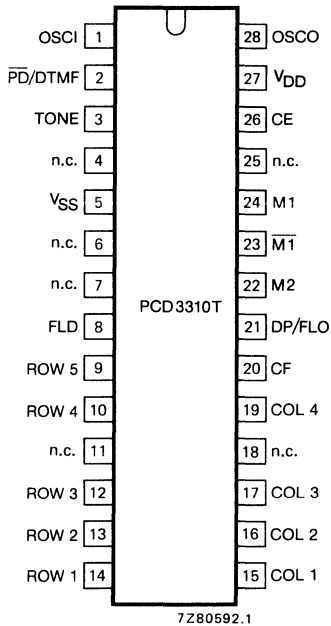 OSCI 1 28 OSCO
P̅D̅/DTMF 2 27 VDD
TONE 3 26 CE
n.c. 4 25 n.c.
VSS 5 24 M1
n.c. 6 23 M̅1̅
n.c. 7 22 M2
PCD3310T
FLD 8 21 DP/FLO
ROW 5 9 20 CF
ROW 4 10 19 COL 4
n.c. 11 18 n.c.
ROW 3 12 17 COL 3
ROW 2 13 16 COL 2
ROW 1 14 15 COL 1
7Z80592.1